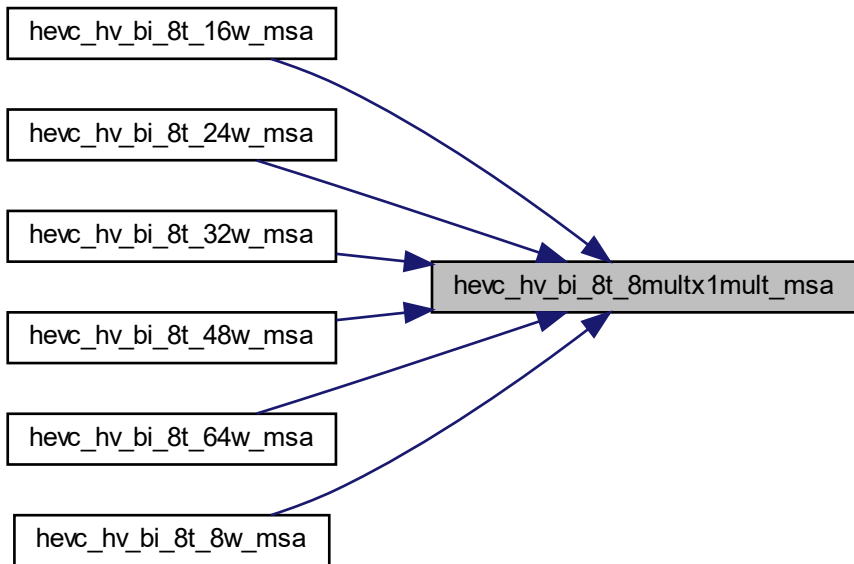 hevc_hv_bi_8t_16w_msa
hevc_hv_bi_8t_24w_msa
hevc_hv_bi_8t_32w_msa
hevc_hv_bi_8t_8multx1mult_msa
hevc_hv_bi_8t_48w_msa
hevc_hv_bi_8t_64w_msa
hevc_hv_bi_8t_8w_msa